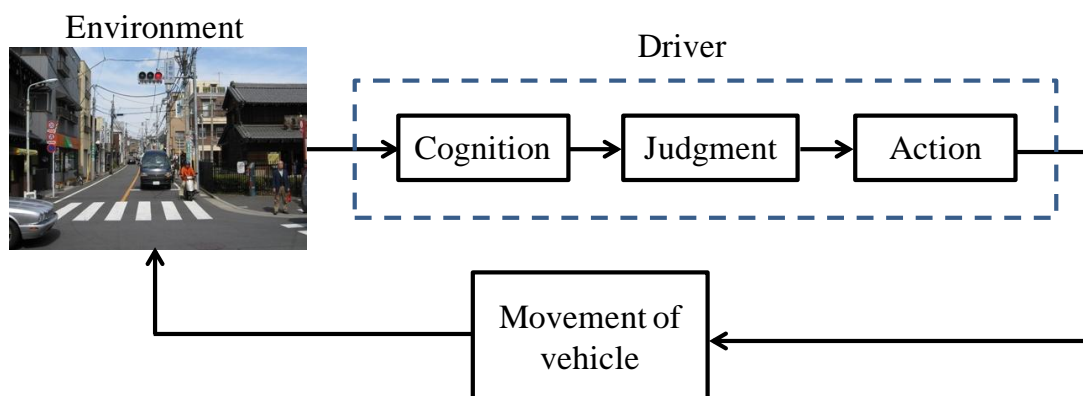 Environment
Driver
Cognition
Judgment
Action
Movement of
vehicle